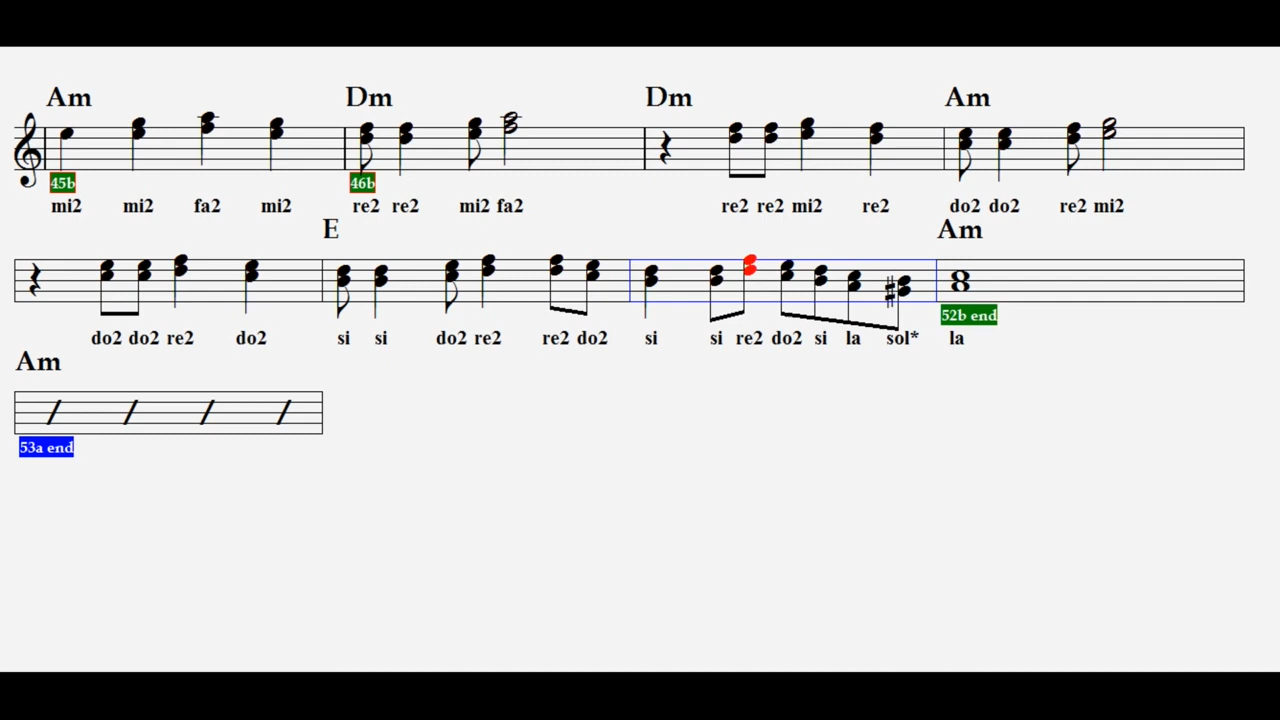 Am Dm Dm Am
45b 46b
mi2 mi2 fa2 mi2 re2 re2 mi2 fa2 re2 re2 mi2 re2 do2 do2 re2 mi2
E Am
52b end
do2 do2 re2 do2 si si do2 re2 re2 do2 si si re2 do2 si la sol* la
Am
53a end